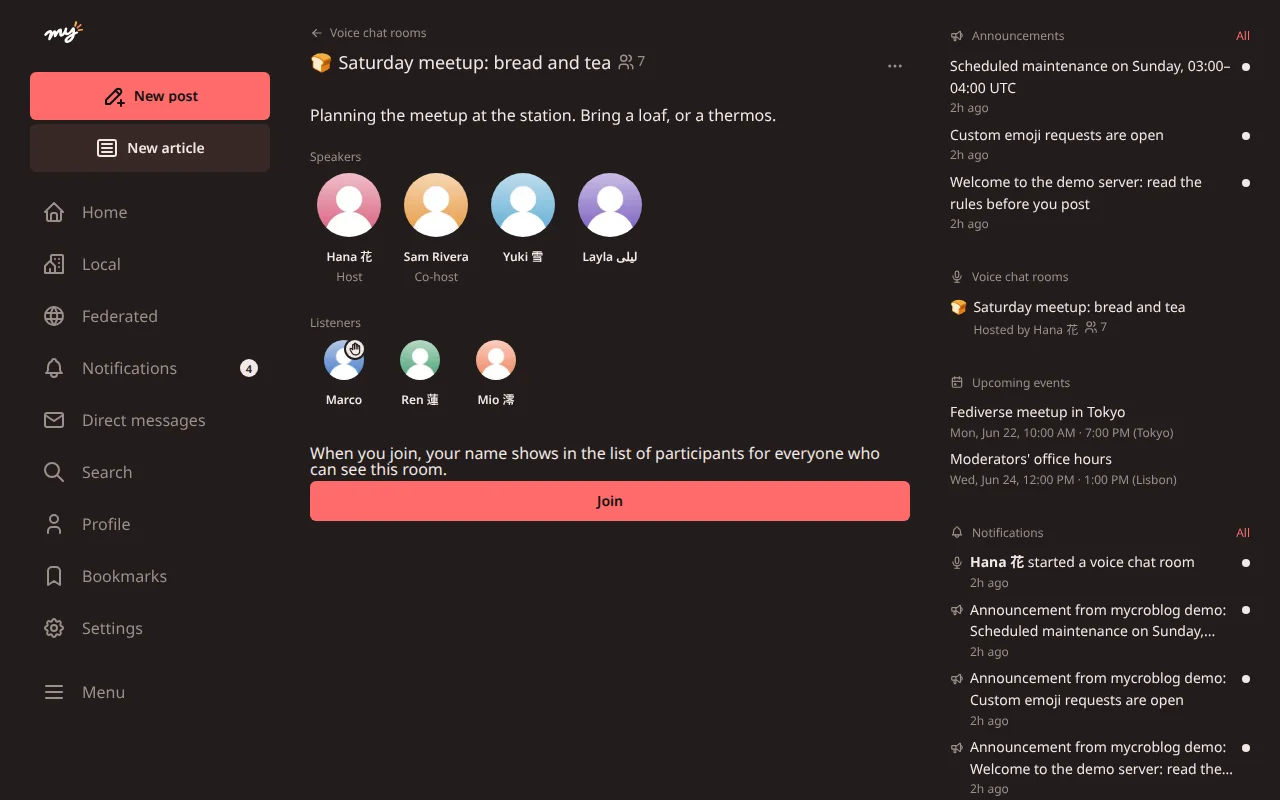 my
New post
New article
Home
Local
Federated
Notifications
4
Direct messages
Search
Profile
Bookmarks
Settings
Menu
Voice chat rooms
Saturday meetup: bread and tea 7
Planning the meetup at the station. Bring a loaf, or a thermos.
Speakers
Hana 花
Host
Sam Rivera
Co-host
Yuki 雪
Layla ليلى
Listeners
Marco
Ren 蓮
Mio 澪
When you join, your name shows in the list of participants for everyone who
can see this room.
Join
Announcements
All
Scheduled maintenance on Sunday, 03:00–
04:00 UTC
2h ago
Custom emoji requests are open
2h ago
Welcome to the demo server: read the
rules before you post
2h ago
Voice chat rooms
Saturday meetup: bread and tea
Hosted by Hana 花 7
Upcoming events
Fediverse meetup in Tokyo
Mon, Jun 22, 10:00 AM · 7:00 PM (Tokyo)
Moderators' office hours
Wed, Jun 24, 12:00 PM · 1:00 PM (Lisbon)
Notifications
All
Hana 花 started a voice chat room
2h ago
Announcement from mycroblog demo:
Scheduled maintenance on Sunday,...
2h ago
Announcement from mycroblog demo:
Custom emoji requests are open
2h ago
Announcement from mycroblog demo:
Welcome to the demo server: read the...
2h ago